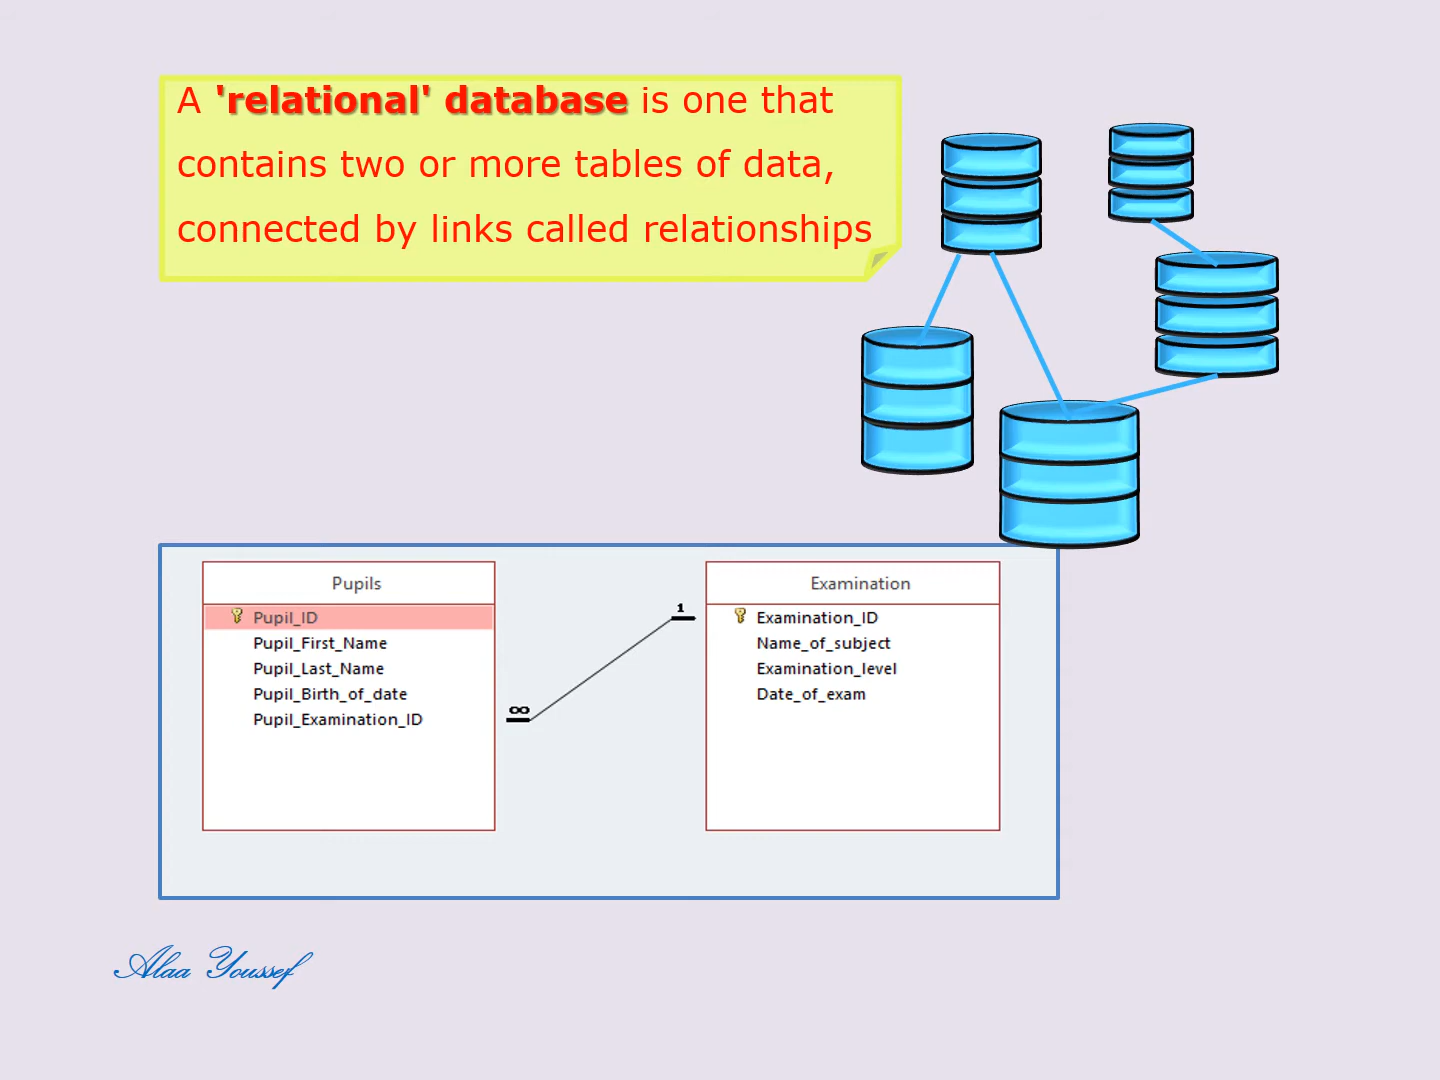 A 'relational' database is one that
contains two or more tables of data,
connected by links called relationships
Pupils
Pupil_ID
Pupil_First_Name
Pupil_Last_Name
Pupil_Birth_of_date
Pupil_Examination_ID
∞
1
Examination
Examination_ID
Name_of_subject
Examination_level
Date_of_exam
Alaa Youssef